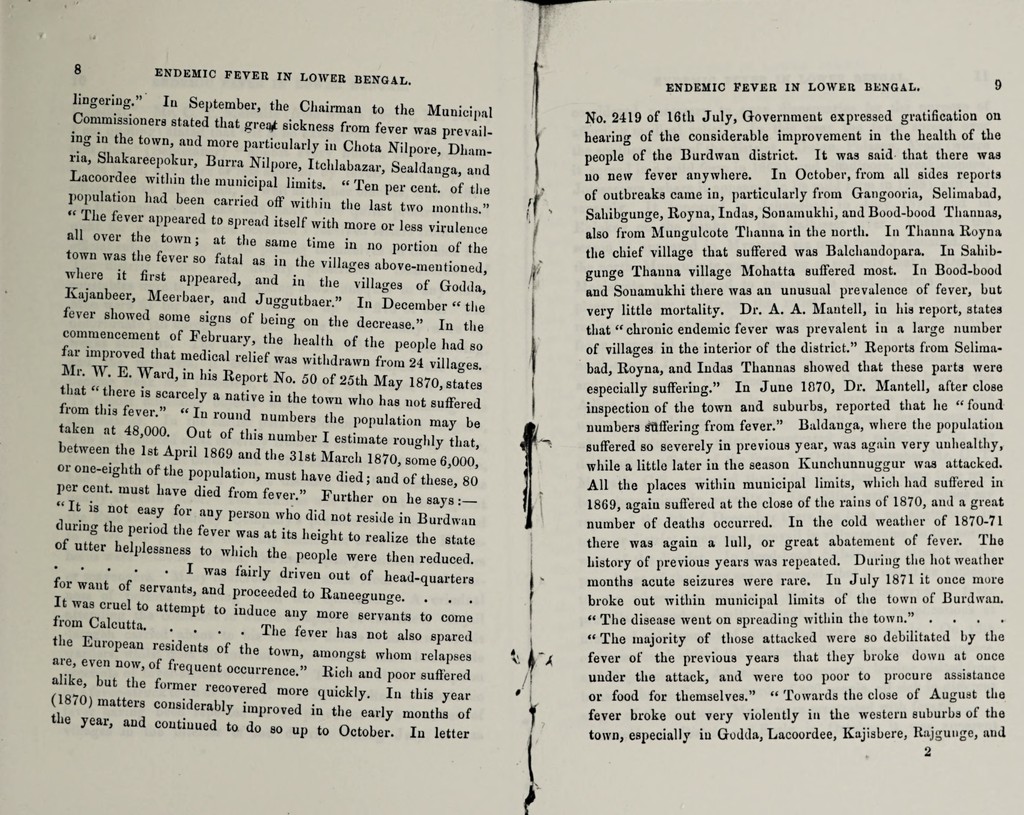 8
ENDEMIC FEVER IN LOWER BENGAL.
lingering.” In September, the Chairman to the Municipal
Commissioners stated that great sickness from fever was prevail-
ing in the town, and more particularly in Chota Nilpore, Dham-
ria, Shakareepokur, Burra Nilpore, Itchlabazar, Sealdanga, and
Lacoordee within the municipal limits. “ Ten per cent. of the
population had been carried off within the last two months.”
“ The fever appeared to spread itself with more or less virulence
all over the town; at the same time in no portion of the
town was the fever so fatal as in the villages above-mentioned,
where it first appeared, and in the villages of Godda,
Kajanbeer, Meerbaer, and Juggutbaer.” In December “ the
fever showed some signs of being on the decrease.” In the
commencement of February, the health of the people had so
far improved that medical relief was withdrawn from 24 villages.
Mr. W. E. Ward, in his Report No. 50 of 25th May 1870, states
that “ there is scarcely a native in the town who has not suffered
from this fever.” “ In round numbers the population may be
taken at 48,000. Out of this number I estimate roughly that,
between the 1st April 1869 and the 31st March 1870, some 6,000,
or one-eighth of the population, must have died; and of these, 80
per cent. must have died from fever.” Further on he says:—
“ It is not easy for any person who did not reside in Burdwan
during the period the fever was at its height to realize the state
of utter helplessness to which the people were then reduced.
. . . . . I was fairly driven out of head-quarters
for want of servants, and proceeded to Raneegunge. . . .
It was cruel to attempt to induce any more servants to come
from Calcutta. . . . . . The fever has not also spared
the European residents of the town, amongst whom relapses
are, even now, of frequent occurrence.” Rich and poor suffered
alike, but the former recovered more quickly. In this year
(1870) matters considerably improved in the early months of
the year, and continued to do so up to October. In letter
ENDEMIC FEVER IN LOWER BENGAL.
9
No. 2419 of 16th July, Government expressed gratification on
hearing of the considerable improvement in the health of the
people of the Burdwan district. It was said that there was
no new fever anywhere. In October, from all sides reports
of outbreaks came in, particularly from Gangooria, Selimabad,
Sahibgunge, Royna, Indas, Sonamukhi, and Bood-bood Thannas,
also from Mungulcote Thanna in the north. In Thanna Royna
the chief village that suffered was Balchandopara. In Sahib-
gunge Thanna village Mohatta suffered most. In Bood-bood
and Sonamukhi there was an unusual prevalence of fever, but
very little mortality. Dr. A. A. Mantell, in his report, states
that “ chronic endemic fever was prevalent in a large number
of villages in the interior of the district.” Reports from Selima-
bad, Royna, and Indas Thannas showed that these parts were
especially suffering.” In June 1870, Dr. Mantell, after close
inspection of the town and suburbs, reported that he “ found
numbers suffering from fever.” Baldanga, where the population
suffered so severely in previous year, was again very unhealthy,
while a little later in the season Kunchunnuggur was attacked.
All the places within municipal limits, which had suffered in
1869, again suffered at the close of the rains of 1870, and a great
number of deaths occurred. In the cold weather of 1870-71
there was again a lull, or great abatement of fever. The
history of previous years was repeated. During the hot weather
months acute seizures were rare. In July 1871 it once more
broke out within municipal limits of the town of Burdwan.
“ The disease went on spreading within the town.” . . . .
“ The majority of those attacked were so debilitated by the
fever of the previous years that they broke down at once
under the attack, and were too poor to procure assistance
or food for themselves.” “ Towards the close of August the
fever broke out very violently in the western suburbs of the
town, especially in Godda, Lacoordee, Kajisbere, Rajgunge, and
2